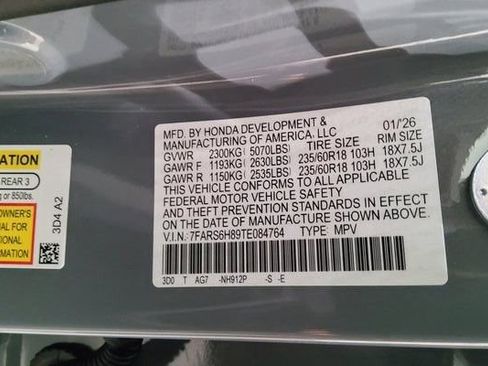 ATION
REAR 3
g or 850lbs.
OWNER'S
AL FOR
IONAL
MATION
3D4 A2
MFD. BY HONDA DEVELOPMENT &
MANUFACTURING OF AMERICA, LLC 01/'26
GVWR 2300KG( 5070LBS) TIRE SIZE RIM SIZE
GAWR F 1193KG( 2630LBS) 235/60R18 103H 18X7.5J
GAWR R 1150KG( 2535LBS) 235/60R18 103H 18X7.5J
THIS VEHICLE CONFORMS TO ALL APPLICABLE
FEDERAL MOTOR VEHICLE SAFETY
AND THEFT PREVENTION STANDARDS IN EFFECT
ON THE DATE OF MANUFACTURE SHOWN ABOVE.
V.I.N.: 7FARS6H89TE084764 TYPE: MPV
3D0 T AG7 -NH912P -S -E